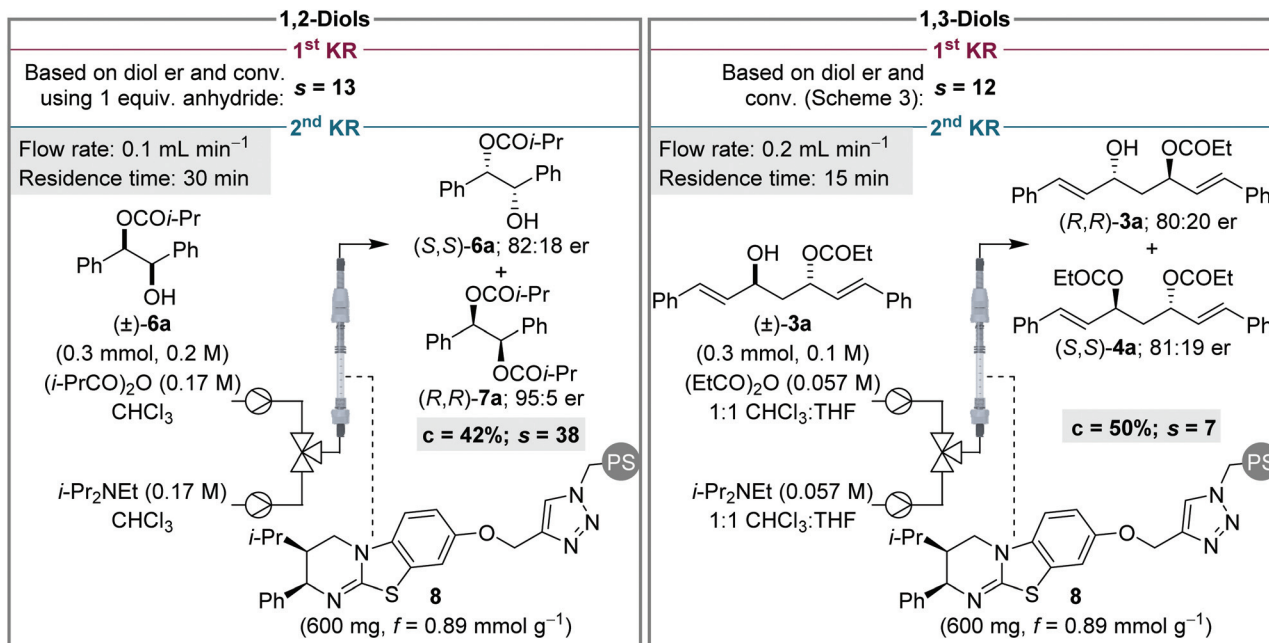 1,2-Diols
1st KR
Based on diol er and conv.
using 1 equiv. anhydride: s = 13
2nd KR
Flow rate: 0.1 mL min−1
Residence time: 30 min
OCOi-Pr
Ph
Ph
OH
(±)-6a
(0.3 mmol, 0.2 M)
(i-PrCO)2O (0.17 M)
CHCl3
i-Pr2NEt (0.17 M)
CHCl3
OCOi-Pr
Ph
Ph
OH
(S,S)-6a; 82:18 er
+
OCOi-Pr
Ph
Ph
OCOi-Pr
(R,R)-7a; 95:5 er
c = 42%; s = 38
PS
N
N
N
O
i-Pr
N
Ph
N
S
8
(600 mg, f = 0.89 mmol g−1)
1,3-Diols
1st KR
Based on diol er and
conv. (Scheme 3): s = 12
2nd KR
Flow rate: 0.2 mL min−1
Residence time: 15 min
OH OCOEt
Ph Ph
(±)-3a
(0.3 mmol, 0.1 M)
(EtCO)2O (0.057 M)
1:1 CHCl3:THF
i-Pr2NEt (0.057 M)
1:1 CHCl3:THF
OH OCOEt
Ph Ph
(R,R)-3a; 80:20 er
+
EtOCO OCOEt
Ph Ph
(S,S)-4a; 81:19 er
c = 50%; s = 7
PS
N
N
N
O
i-Pr
N
Ph
N
S
8
(600 mg, f = 0.89 mmol g−1)